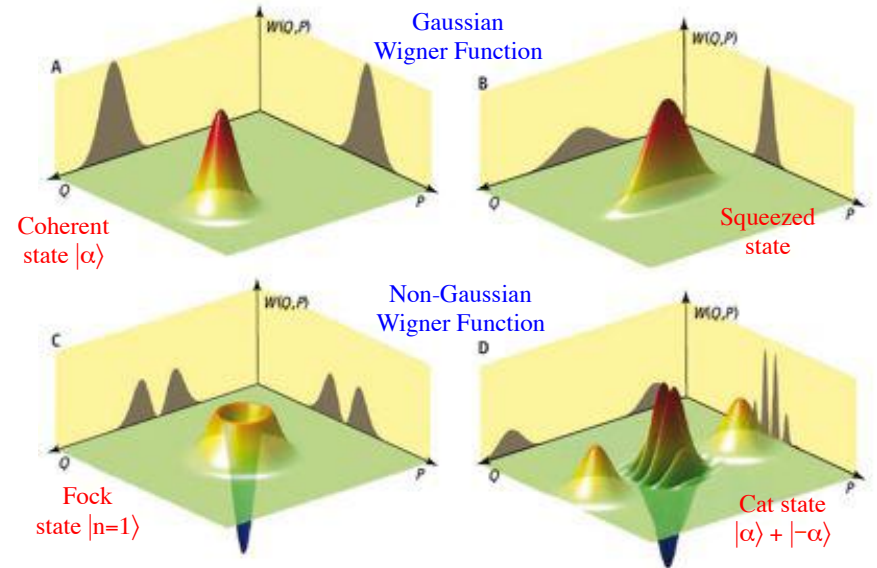 Gaussian
Wigner Function
A
W(Q,P)
Q
P
Coherent
state |α⟩
B
W(Q,P)
Q
P
Squeezed
state
Non-Gaussian
Wigner Function
C
W(Q,P)
Q
P
Fock
state |n=1⟩
D
W(Q,P)
Q
P
Cat state
|α⟩ + |−α⟩